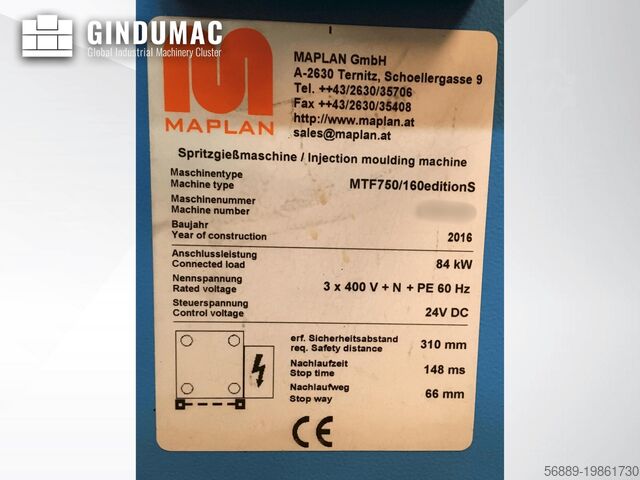 GINDUMAC
Global Industrial Machinery Cluster
MAPLAN
MAPLAN GmbH
A-2630 Ternitz, Schoellergasse 9
Tel. ++43/2630/35706
Fax ++43/2630/35408
http://www.maplan.at
sales@maplan.at
Spritzgießmaschine / Injection moulding machine
Maschinentype
Machine type MTF750/160editionS
Maschinennummer
Machine number
Baujahr
Year of construction 2016
Anschlussleistung
Connected load 84 kW
Nennspannung
Rated voltage 3 x 400 V + N + PE 60 Hz
Steuerspannung
Control voltage 24V DC
erf. Sicherheitsabstand
req. Safety distance 310 mm
Nachlaufzeit
Stop time 148 ms
Nachlaufweg
Stop way 66 mm
CE
56889-19861730